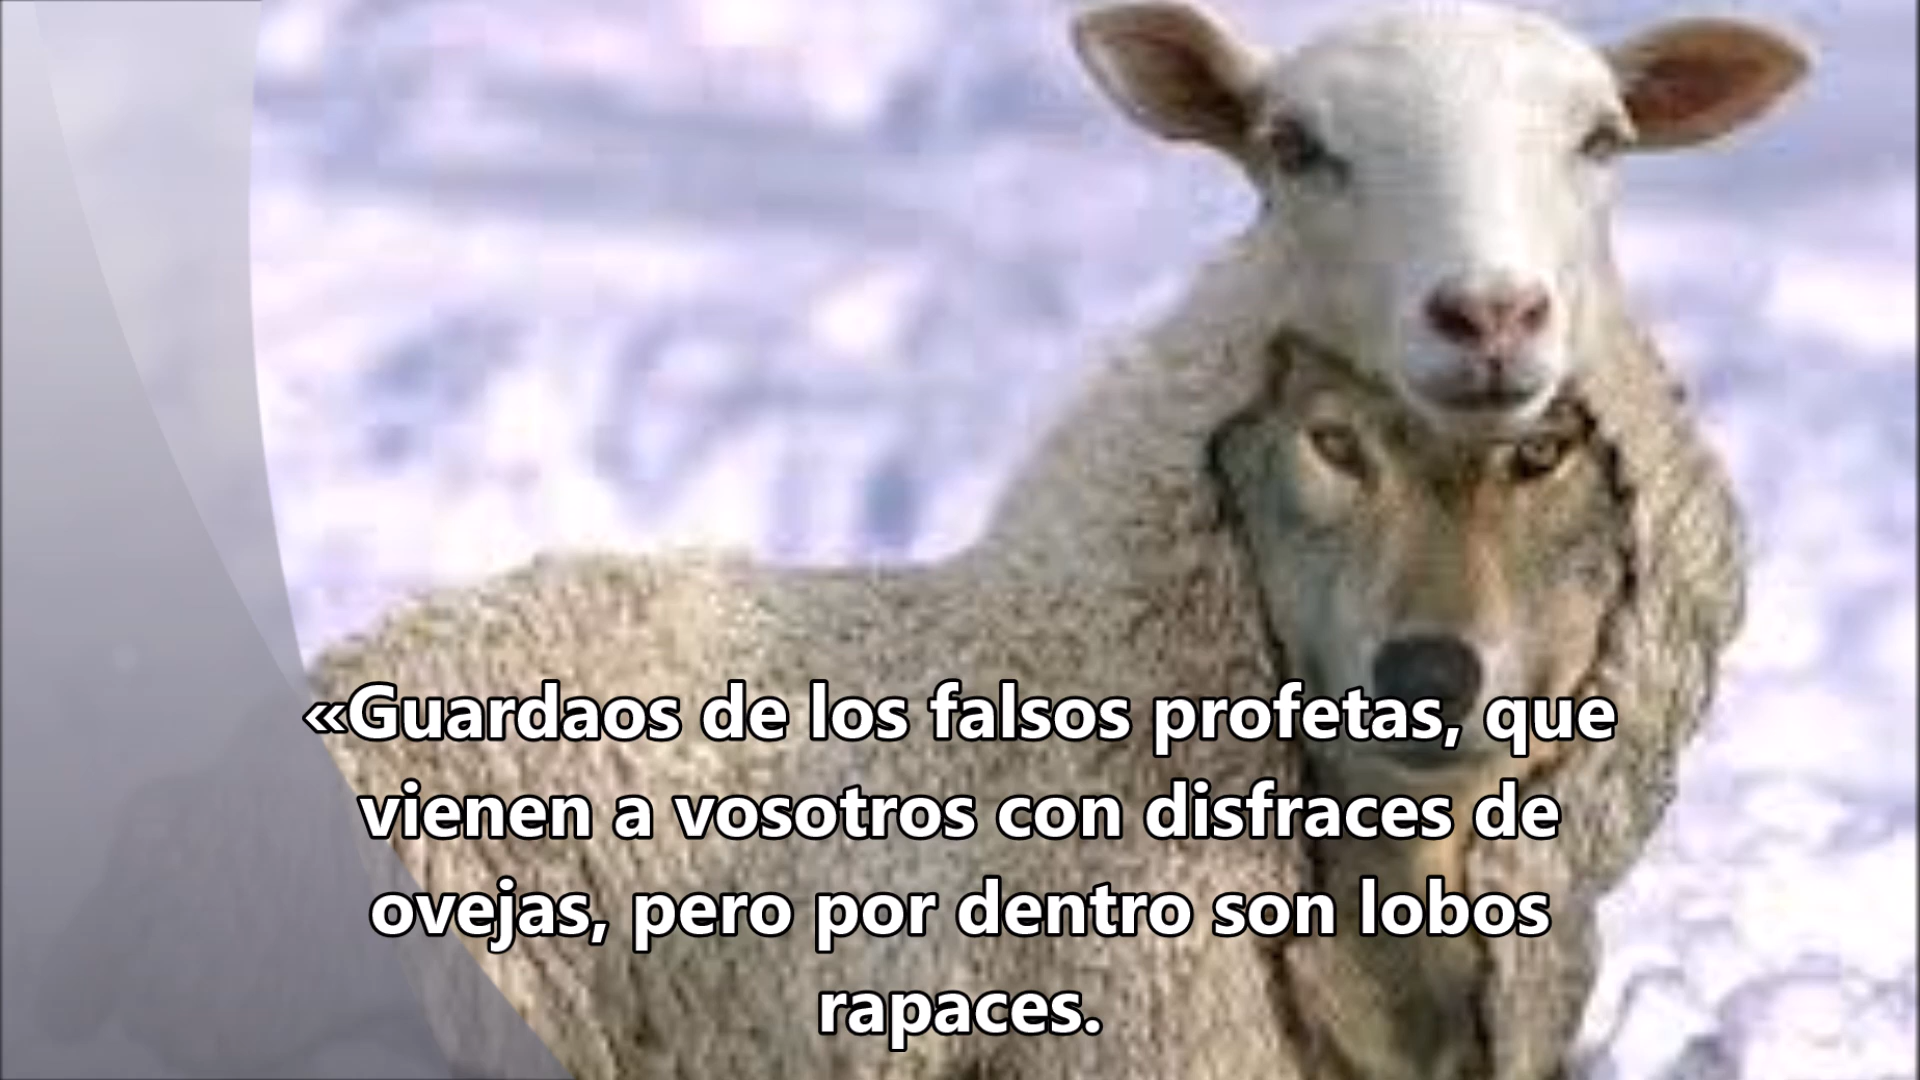 «Guardaos de los falsos profetas, que
vienen a vosotros con disfraces de
ovejas, pero por dentro son lobos
rapaces.